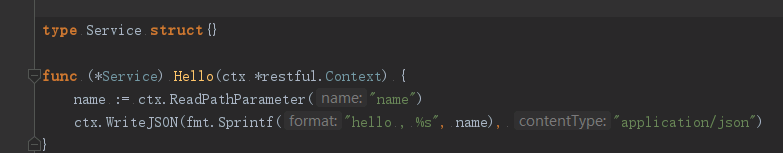 type Service struct{}
func (*Service) Hello(ctx *restful.Context) {
name := ctx.ReadPathParameter( name: "name")
ctx.WriteJSON(fmt.Sprintf( format: "hello , %s", name), contentType: "application/json")
}